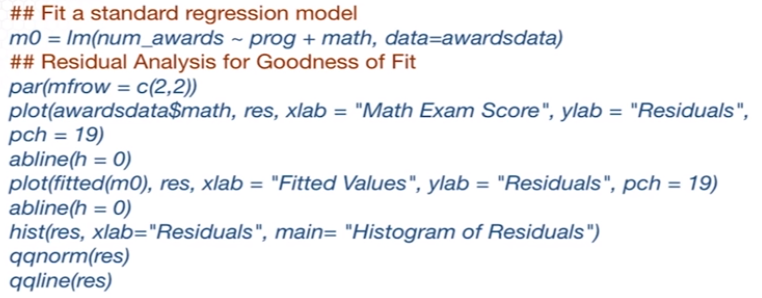 ## Fit a standard regression model
m0 = lm(num_awards ~ prog + math, data=awardsdata)
## Residual Analysis for Goodness of Fit
par(mfrow = c(2,2))
plot(awardsdata$math, res, xlab = "Math Exam Score", ylab = "Residuals",
pch = 19)
abline(h = 0)
plot(fitted(m0), res, xlab = "Fitted Values", ylab = "Residuals", pch = 19)
abline(h = 0)
hist(res, xlab="Residuals", main= "Histogram of Residuals")
qqnorm(res)
qqline(res)